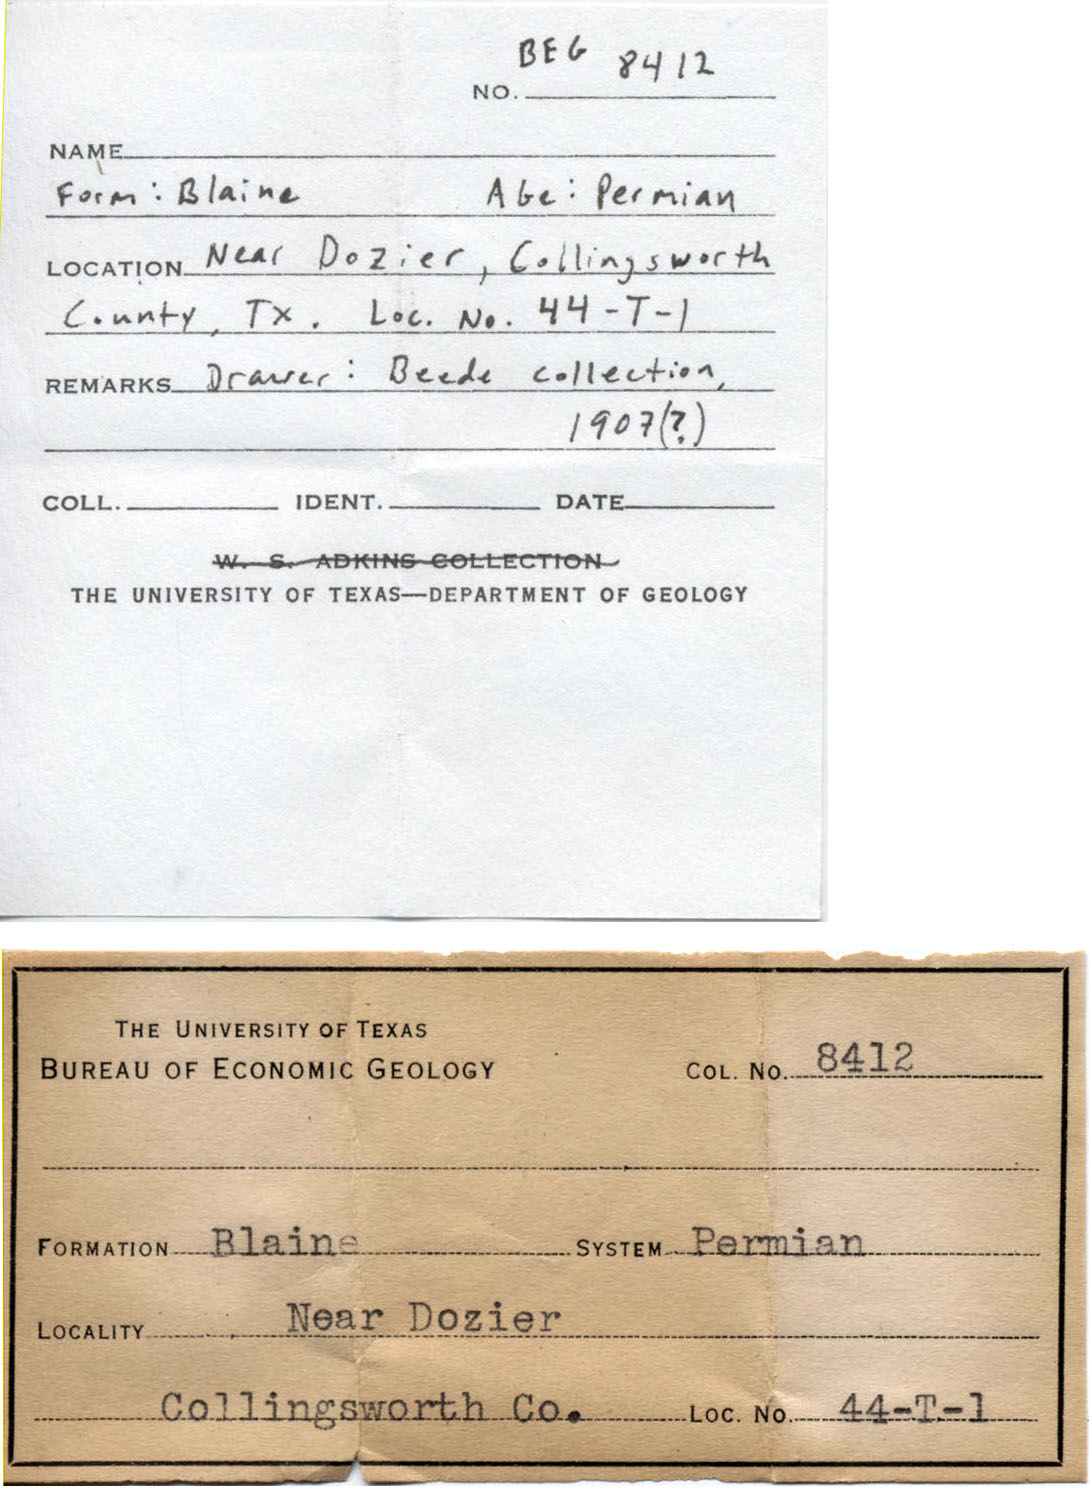 BEG 8412
NO.
NAME
Form: Blaine Age: Permian
LOCATION Near Dozier, Collingsworth
County, Tx. Loc. No. 44-T-1
REMARKS Drawer: Beede collection,
1907(?)
COLL. IDENT. DATE
W. S. ADKINS COLLECTION
THE UNIVERSITY OF TEXAS—DEPARTMENT OF GEOLOGY
THE UNIVERSITY OF TEXAS
BUREAU OF ECONOMIC GEOLOGY COL. NO. 8412
FORMATION Blaine SYSTEM Permian
LOCALITY Near Dozier
Collingsworth Co. LOC. NO. 44-T-1